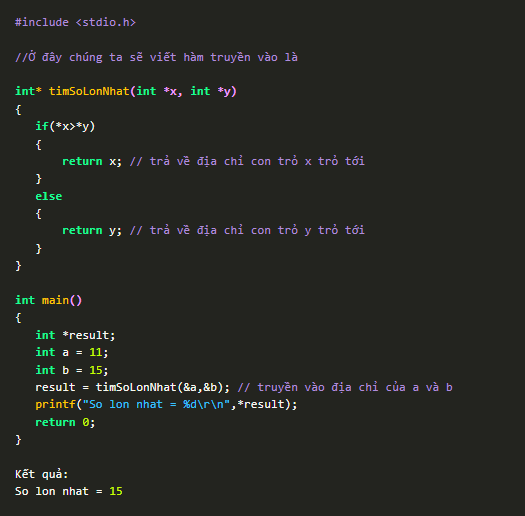 #include <stdio.h>
//Ở đây chúng ta sẽ viết hàm truyền vào là
int* timSoLonNhat(int *x, int *y)
{
if(*x>*y)
{
return x; // trả về địa chỉ con trỏ x trỏ tới
}
else
{
return y; // trả về địa chỉ con trỏ y trỏ tới
}
}
int main()
{
int *result;
int a = 11;
int b = 15;
result = timSoLonNhat(&a,&b); // truyền vào địa chỉ của a và b
printf("So lon nhat = %d\r\n",*result);
return 0;
}
Kết quả:
So lon nhat = 15